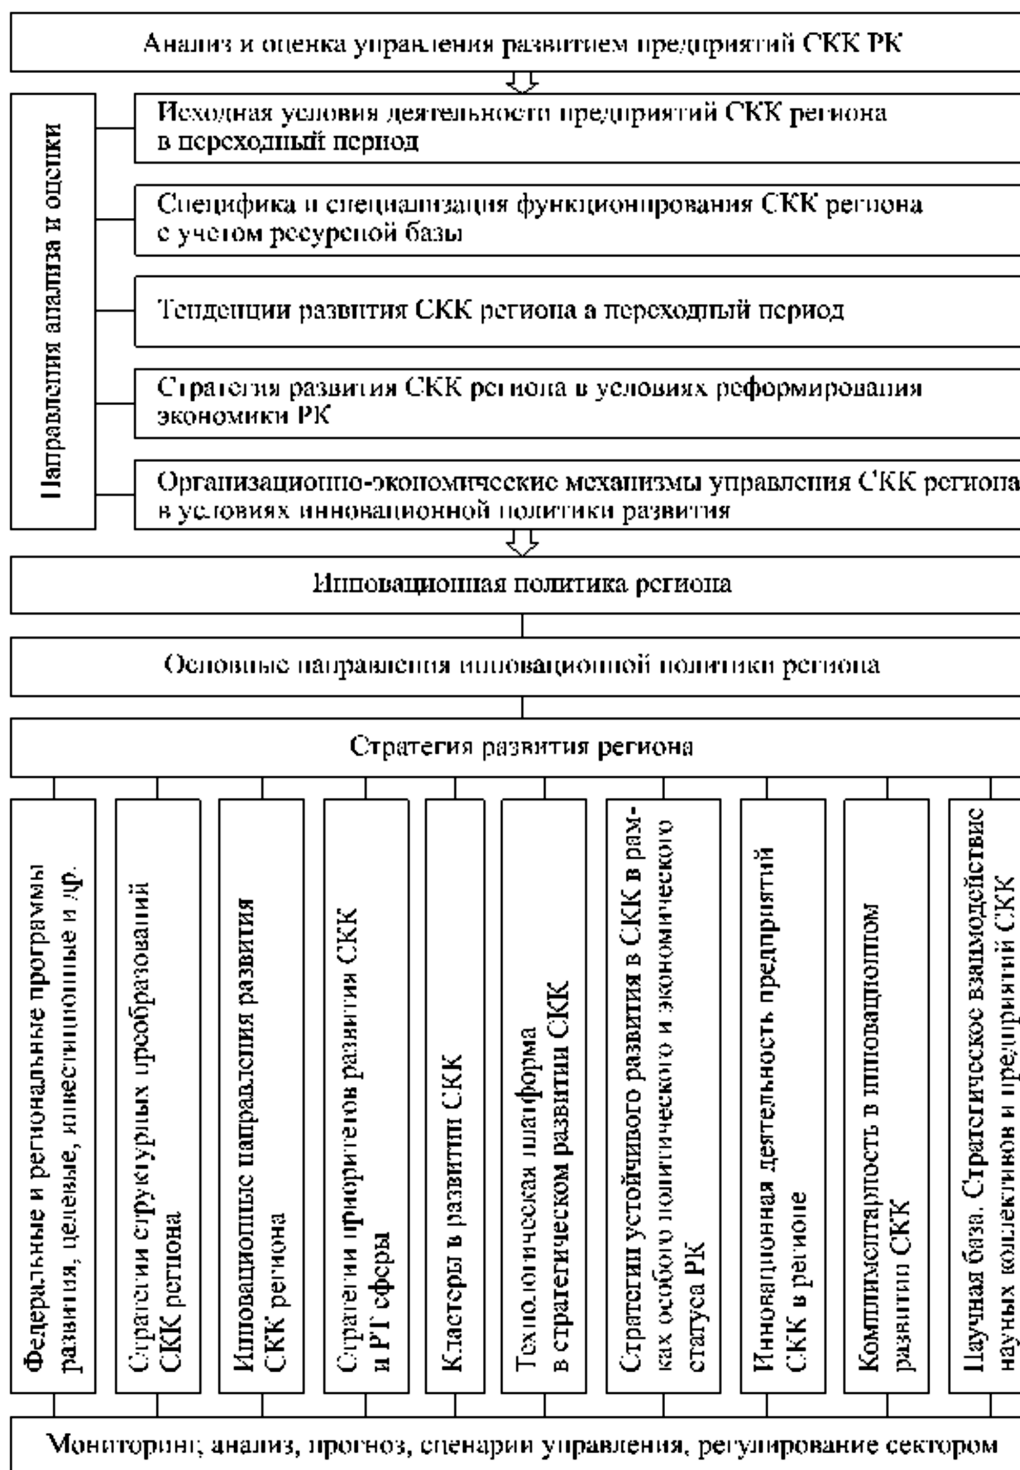 Анализ и оценка управления развитием предприятий СКК РК
Направления анализа и оценки
Исходная условия деятельности предприятий СКК региона
в переходный период
Специфика и специализация функционирования СКК региона
с учетом ресурсной базы
Тенденции развития СКК региона а переходный период
Стратегия развития СКК региона в условиях реформирования
экономики РК
Организационно-экономические механизмы управления СКК региона
в условиях инновационной политики развития
Инновационная политика региона
Основные направления инновационной политики региона
Стратегия развития региона
Федеральные и региональные программы
развития, целевые, инвестиционные и др.
Стратегии структурных преобразований
СКК региона
Инновационные направления развития
СКК региона
Стратегии приоритетов развития СКК
и РТ сферы
Кластеры в развитии СКК
Технологическая платформа
в стратегическом развитии СКК
Стратегии устойчивого развития в СКК в рам-
ках особого политического и экономического
статуса РК
Инновационная деятельность предприятий
СКК в регионе
Комплиментарность в инновационном
развитии СКК
Научная база. Стратегическое взаимодействие
науных коллективов и предприятий СКК
Мониторинг, анализ, прогноз, сценарии управления, регулирование сектором